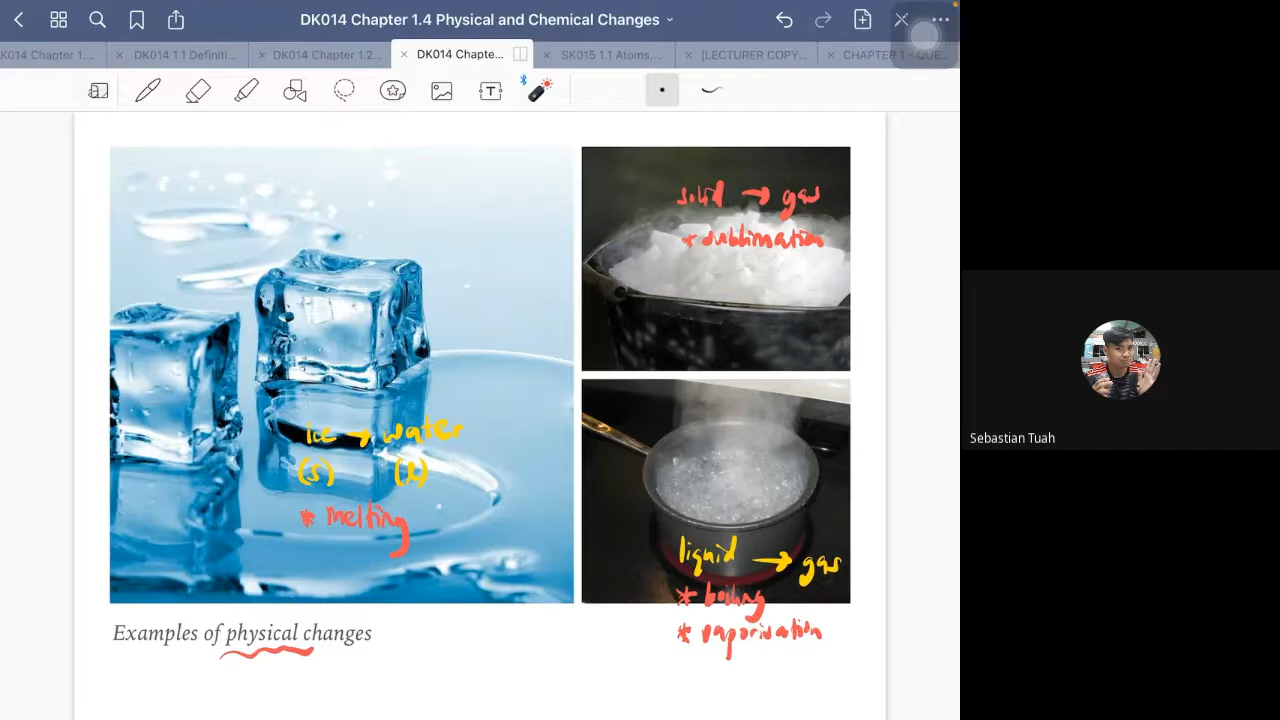 DK014 Chapter 1.4 Physical and Chemical Changes
K014 Chapter 1....
DK014 1.1 Definiti...
DK014 Chapter 1.2...
DK014 Chapte...
SK015 1.1 Atoms,...
[LECTURER COPY...
CHAPTER 1 - QUE...
T
solid → gas
* sublimation
ice → water
(s) (l)
* melting
liquid → gas
* boiling
* vaporisation
Examples of physical changes
Sebastian Tuah